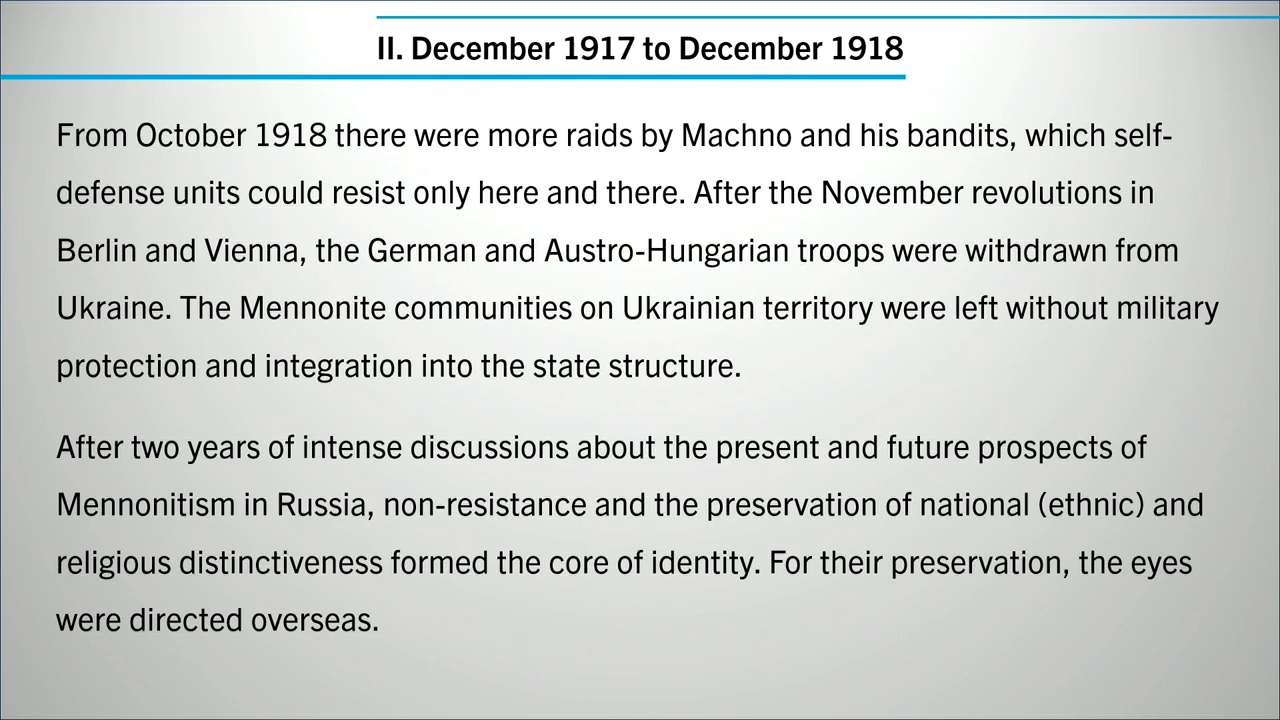 II. December 1917 to December 1918
From October 1918 there were more raids by Machno and his bandits, which self-
defense units could resist only here and there. After the November revolutions in
Berlin and Vienna, the German and Austro-Hungarian troops were withdrawn from
Ukraine. The Mennonite communities on Ukrainian territory were left without military
protection and integration into the state structure.
After two years of intense discussions about the present and future prospects of
Mennonitism in Russia, non-resistance and the preservation of national (ethnic) and
religious distinctiveness formed the core of identity. For their preservation, the eyes
were directed overseas.